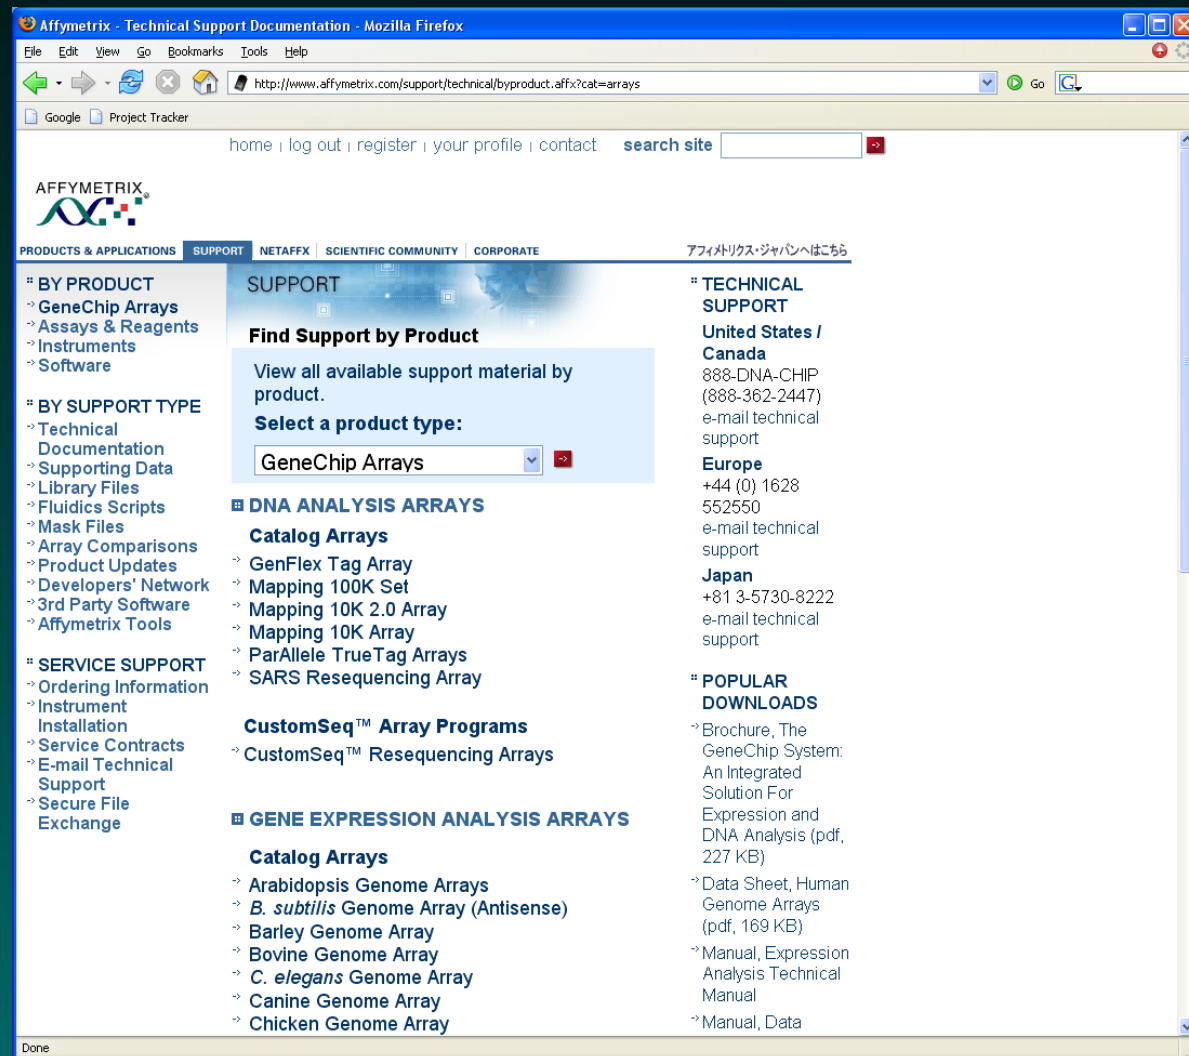 Affymetrix - Technical Support Documentation - Mozilla Firefox
File Edit View Go Bookmarks Tools Help
http://www.affymetrix.com/support/technical/byproduct.affx?cat=arrays
Go
G
Google Project Tracker
home | log out | register | your profile | contact search site
AFFYMETRIX®
PRODUCTS & APPLICATIONS SUPPORT NETAFFX SCIENTIFIC COMMUNITY CORPORATE アフィメトリクス・ジャパンへはこちら
BY PRODUCT
GeneChip Arrays
Assays & Reagents
Instruments
Software
BY SUPPORT TYPE
Technical
Documentation
Supporting Data
Library Files
Fluidics Scripts
Mask Files
Array Comparisons
Product Updates
Developers' Network
3rd Party Software
Affymetrix Tools
SERVICE SUPPORT
Ordering Information
Instrument
Installation
Service Contracts
E-mail Technical
Support
Secure File
Exchange
SUPPORT
Find Support by Product
View all available support material by
product.
Select a product type:
GeneChip Arrays
DNA ANALYSIS ARRAYS
Catalog Arrays
GenFlex Tag Array
Mapping 100K Set
Mapping 10K 2.0 Array
Mapping 10K Array
ParAllele TrueTag Arrays
SARS Resequencing Array
CustomSeq™ Array Programs
CustomSeq™ Resequencing Arrays
GENE EXPRESSION ANALYSIS ARRAYS
Catalog Arrays
Arabidopsis Genome Arrays
B. subtilis Genome Array (Antisense)
Barley Genome Array
Bovine Genome Array
C. elegans Genome Array
Canine Genome Array
Chicken Genome Array
TECHNICAL
SUPPORT
United States /
Canada
888-DNA-CHIP
(888-362-2447)
e-mail technical
support
Europe
+44 (0) 1628
552550
e-mail technical
support
Japan
+81 3-5730-8222
e-mail technical
support
POPULAR
DOWNLOADS
Brochure, The
GeneChip System:
An Integrated
Solution For
Expression and
DNA Analysis (pdf,
227 KB)
Data Sheet, Human
Genome Arrays
(pdf, 169 KB)
Manual, Expression
Analysis Technical
Manual
Manual, Data
Done